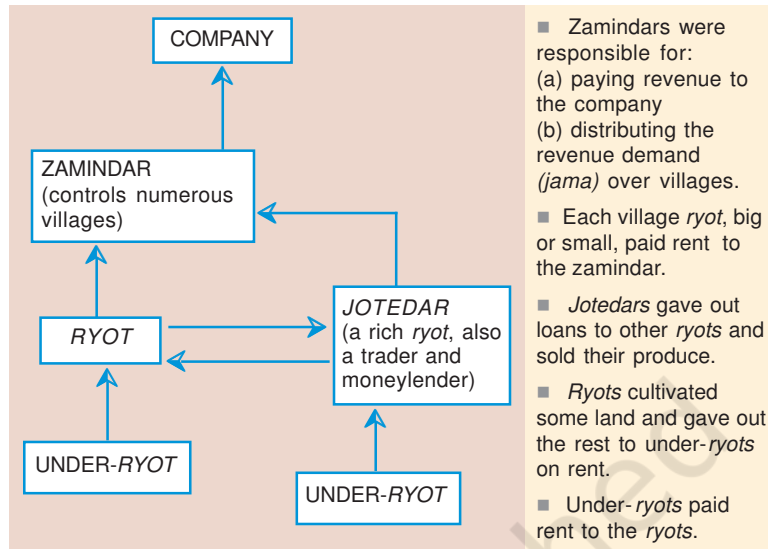 COMPANY
ZAMINDAR
(controls numerous
villages)
RYOT
JOTEDAR
(a rich ryot, also
a trader and
moneylender)
UNDER-RYOT
UNDER-RYOT
■ Zamindars were
responsible for:
(a) paying revenue to
the company
(b) distributing the
revenue demand
(jama) over villages.
■ Each village ryot, big
or small, paid rent to
the zamindar.
■ Jotedars gave out
loans to other ryots and
sold their produce.
■ Ryots cultivated
some land and gave out
the rest to under-ryots
on rent.
■ Under-ryots paid
rent to the ryots.